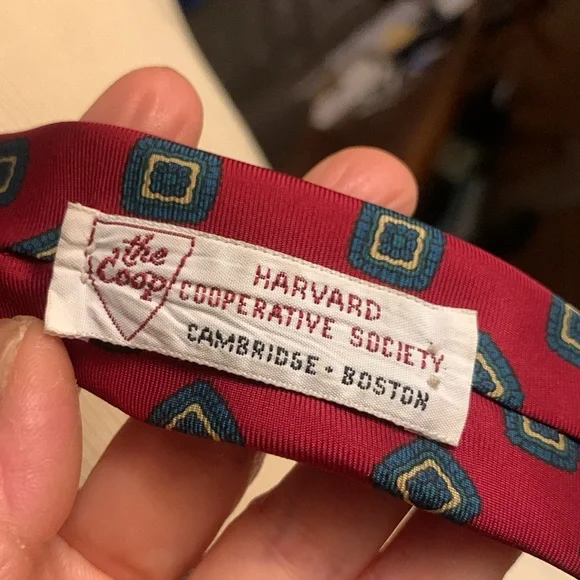 the
Coop
HARVARD
COOPERATIVE SOCIETY
CAMBRIDGE • BOSTON